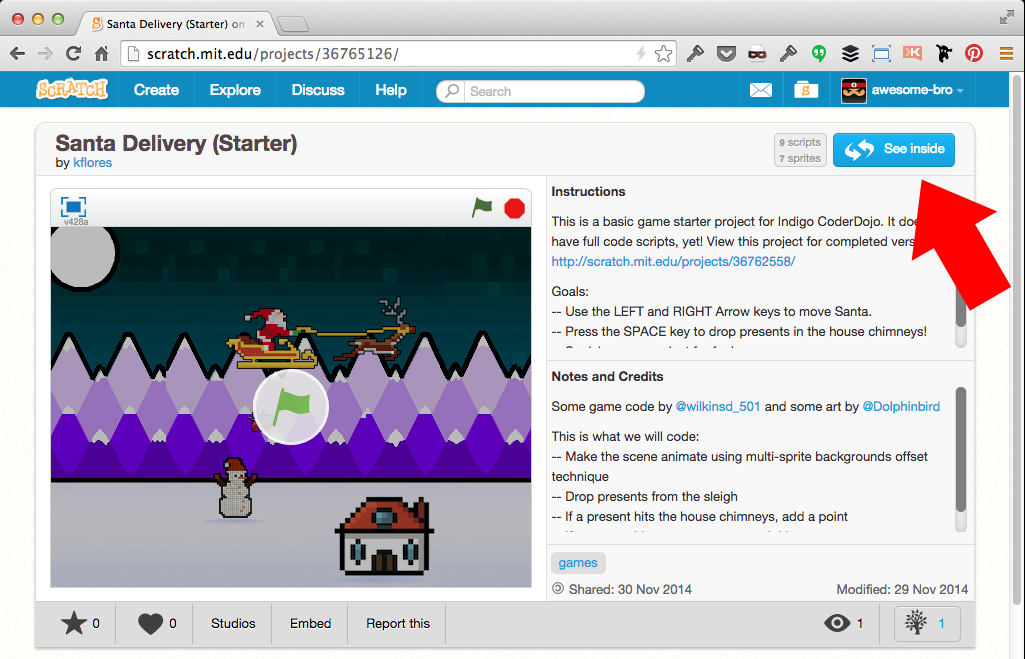 Santa Delivery (Starter) on
scratch.mit.edu/projects/36765126/
SCRATCH
Create
Explore
Discuss
Help
Search
S
awesome-bro
Santa Delivery (Starter)
by kflores
9 scripts
7 sprites
See inside
v428a
Instructions
This is a basic game starter project for Indigo CoderDojo. It
have full code scripts, yet! View this project for completed
http://scratch.mit.edu/projects/36762558/
Goals:
-- Use the LEFT and RIGHT Arrow keys to move Santa.
-- Press the SPACE key to drop presents in the house chimneys!
Notes and Credits
Some game code by @wilkinsd_501 and some art by @Dolphinbird
This is what we will code:
-- Make the scene animate using multi-sprite backgrounds offset
technique
-- Drop presents from the sleigh
-- If a present hits the house chimneys, add a point
games
Shared: 30 Nov 2014
Modified: 29 Nov 2014
0
0
Studios
Embed
Report this
1
1